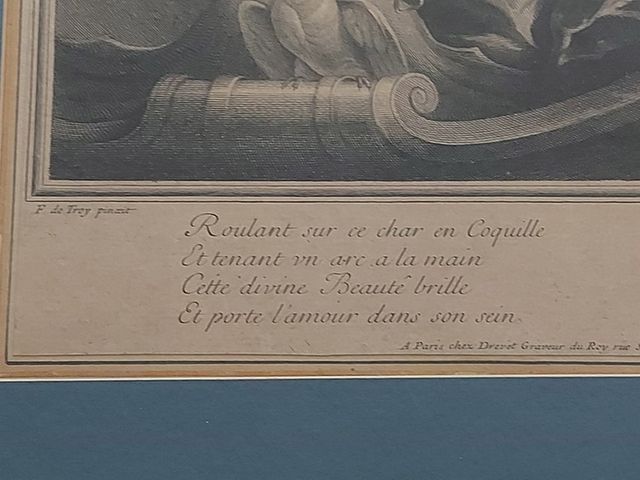 F. de Troy pinxit
Roulant sur ce char en Coquille
Et tenant vn arc a la main
Cette divine Beauté brille
Et porte l'amour dans son sein.
A Paris chez Drevet Graveur du Roy rue